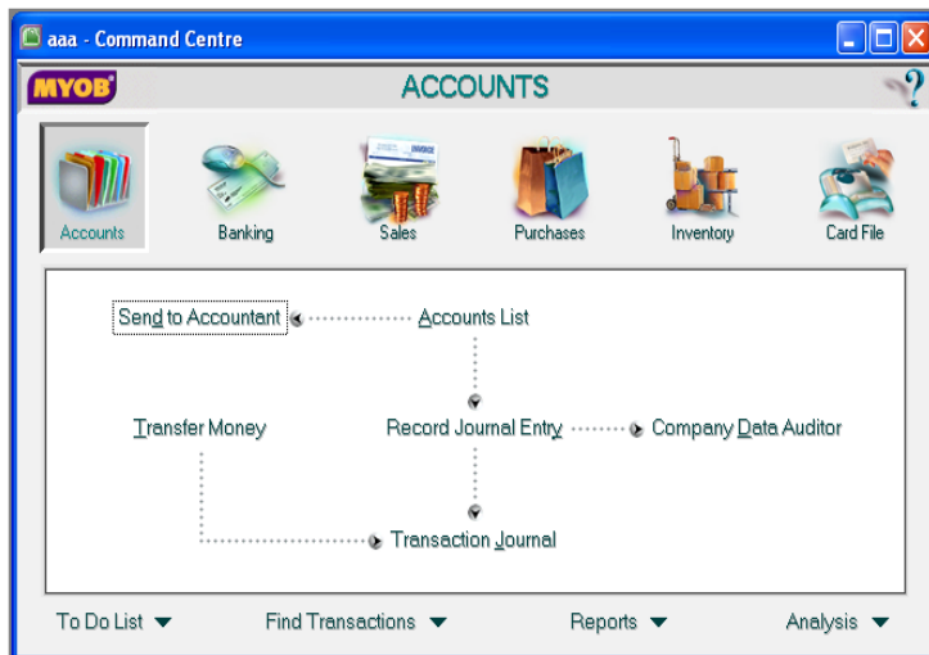 aaa - Command Centre
MYOB® ACCOUNTS ?
Accounts Banking Sales Purchases Inventory Card File
Send to Accountant Accounts List
Transfer Money Record Journal Entry Company Data Auditor
Transaction Journal
To Do List Find Transactions Reports Analysis